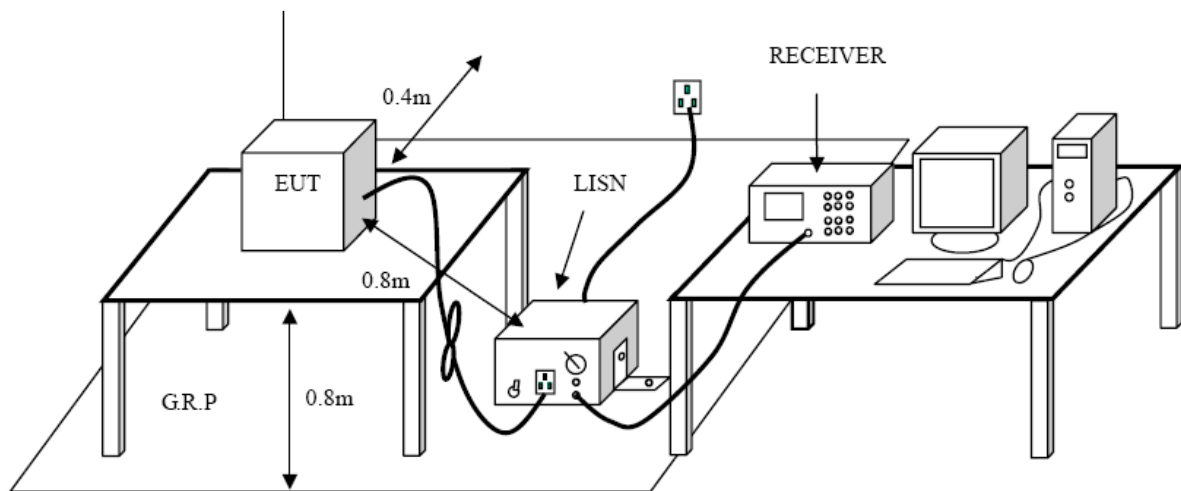 RECEIVER
0.4m
EUT
LISN
0.8m
G.R.P
0.8m